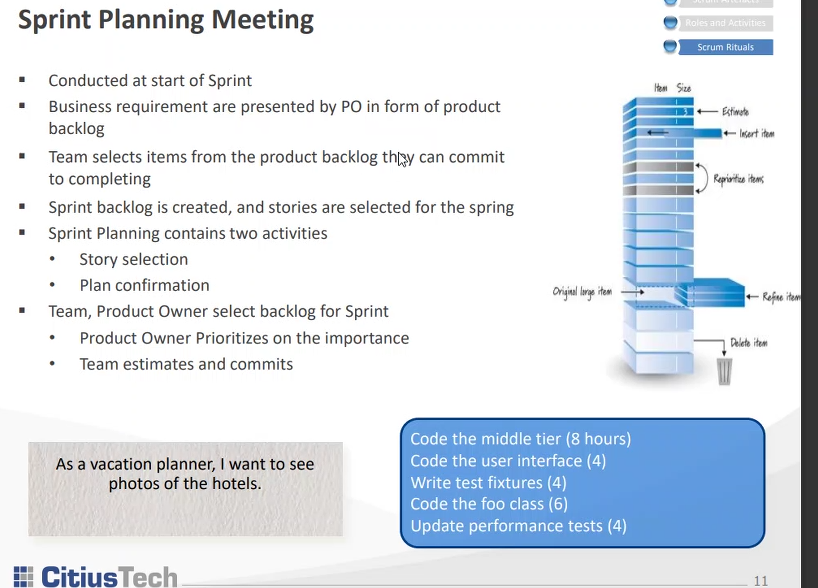 Sprint Planning Meeting
Scrum Artifacts
Roles and Activities
Scrum Rituals
▪ Conducted at start of Sprint
▪ Business requirement are presented by PO in form of product
backlog
▪ Team selects items from the product backlog they can commit
to completing
▪ Sprint backlog is created, and stories are selected for the spring
▪ Sprint Planning contains two activities
• Story selection
• Plan confirmation
▪ Team, Product Owner select backlog for Sprint
• Product Owner Prioritizes on the importance
• Team estimates and commits
Item Size
5
Estimate
Insert item
Reprioritize items
Original large item
Refine item
Delete item
As a vacation planner, I want to see
photos of the hotels.
Code the middle tier (8 hours)
Code the user interface (4)
Write test fixtures (4)
Code the foo class (6)
Update performance tests (4)
CitiusTech
11